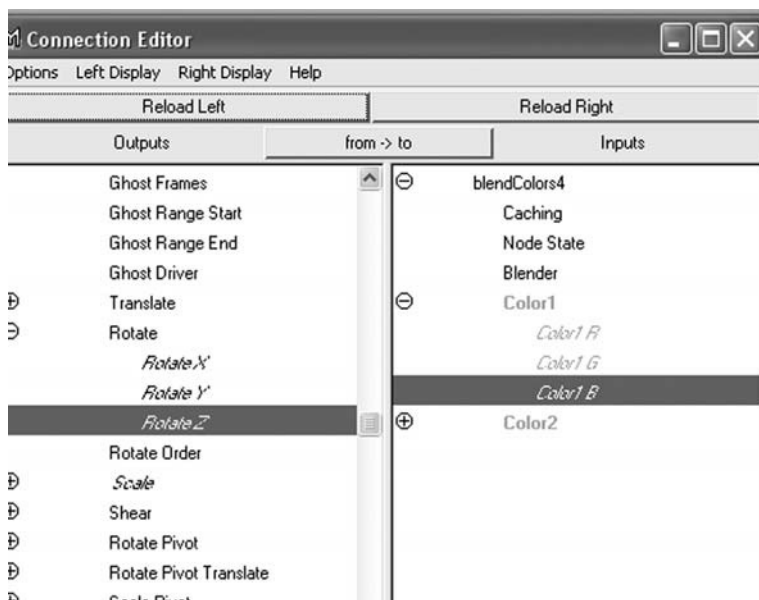 Connection Editor
Options Left Display Right Display Help
Reload Left Reload Right
Outputs from -> to Inputs
Ghost Frames
Ghost Range Start
Ghost Range End
Ghost Driver
Translate
Rotate
Rotate X
Rotate Y
Rotate Z
Rotate Order
Scale
Shear
Rotate Pivot
Rotate Pivot Translate
Scale Pivot
blendColors4
Caching
Node State
Blender
Color1
Color1 R
Color1 G
Color1 B
Color2